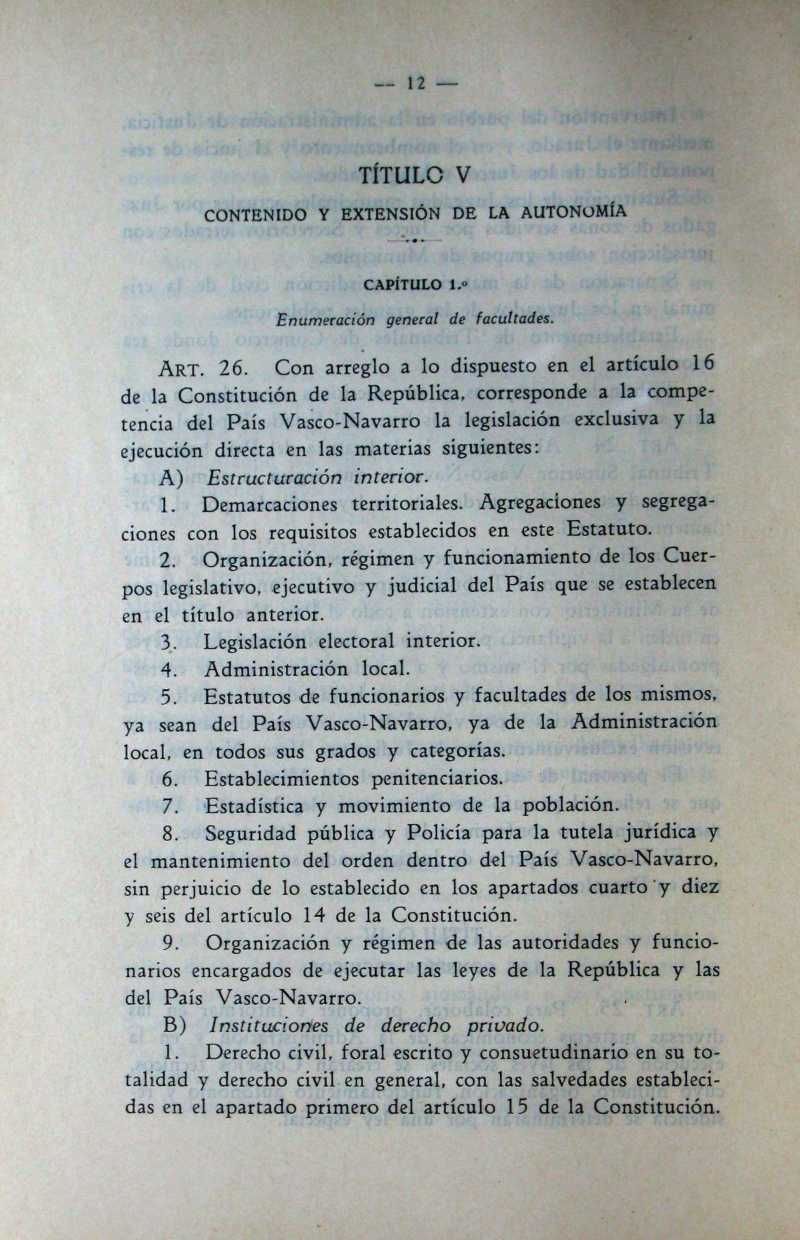 — 12 —
TÍTULO V
CONTENIDO Y EXTENSIÓN DE LA AUTONOMÍA
CAPÍTULO 1.º
Enumeración general de facultades.
ART. 26. Con arreglo a lo dispuesto en el artículo 16
de la Constitución de la República, corresponde a la compe-
tencia del País Vasco-Navarro la legislación exclusiva y la
ejecución directa en las materias siguientes:
A) Estructuración interior.
1. Demarcaciones territoriales. Agregaciones y segrega-
ciones con los requisitos establecidos en este Estatuto.
2. Organización, régimen y funcionamiento de los Cuer-
pos legislativo, ejecutivo y judicial del País que se establecen
en el título anterior.
3. Legislación electoral interior.
4. Administración local.
5. Estatutos de funcionarios y facultades de los mismos,
ya sean del País Vasco-Navarro, ya de la Administración
local, en todos sus grados y categorías.
6. Establecimientos penitenciarios.
7. Estadística y movimiento de la población.
8. Seguridad pública y Policía para la tutela jurídica y
el mantenimiento del orden dentro del País Vasco-Navarro,
sin perjuicio de lo establecido en los apartados cuarto y diez
y seis del artículo 14 de la Constitución.
9. Organización y régimen de las autoridades y funcio-
narios encargados de ejecutar las leyes de la República y las
del País Vasco-Navarro.
B) Instituciones de derecho privado.
1. Derecho civil, foral escrito y consuetudinario en su to-
talidad y derecho civil en general, con las salvedades estableci-
das en el apartado primero del artículo 15 de la Constitución.